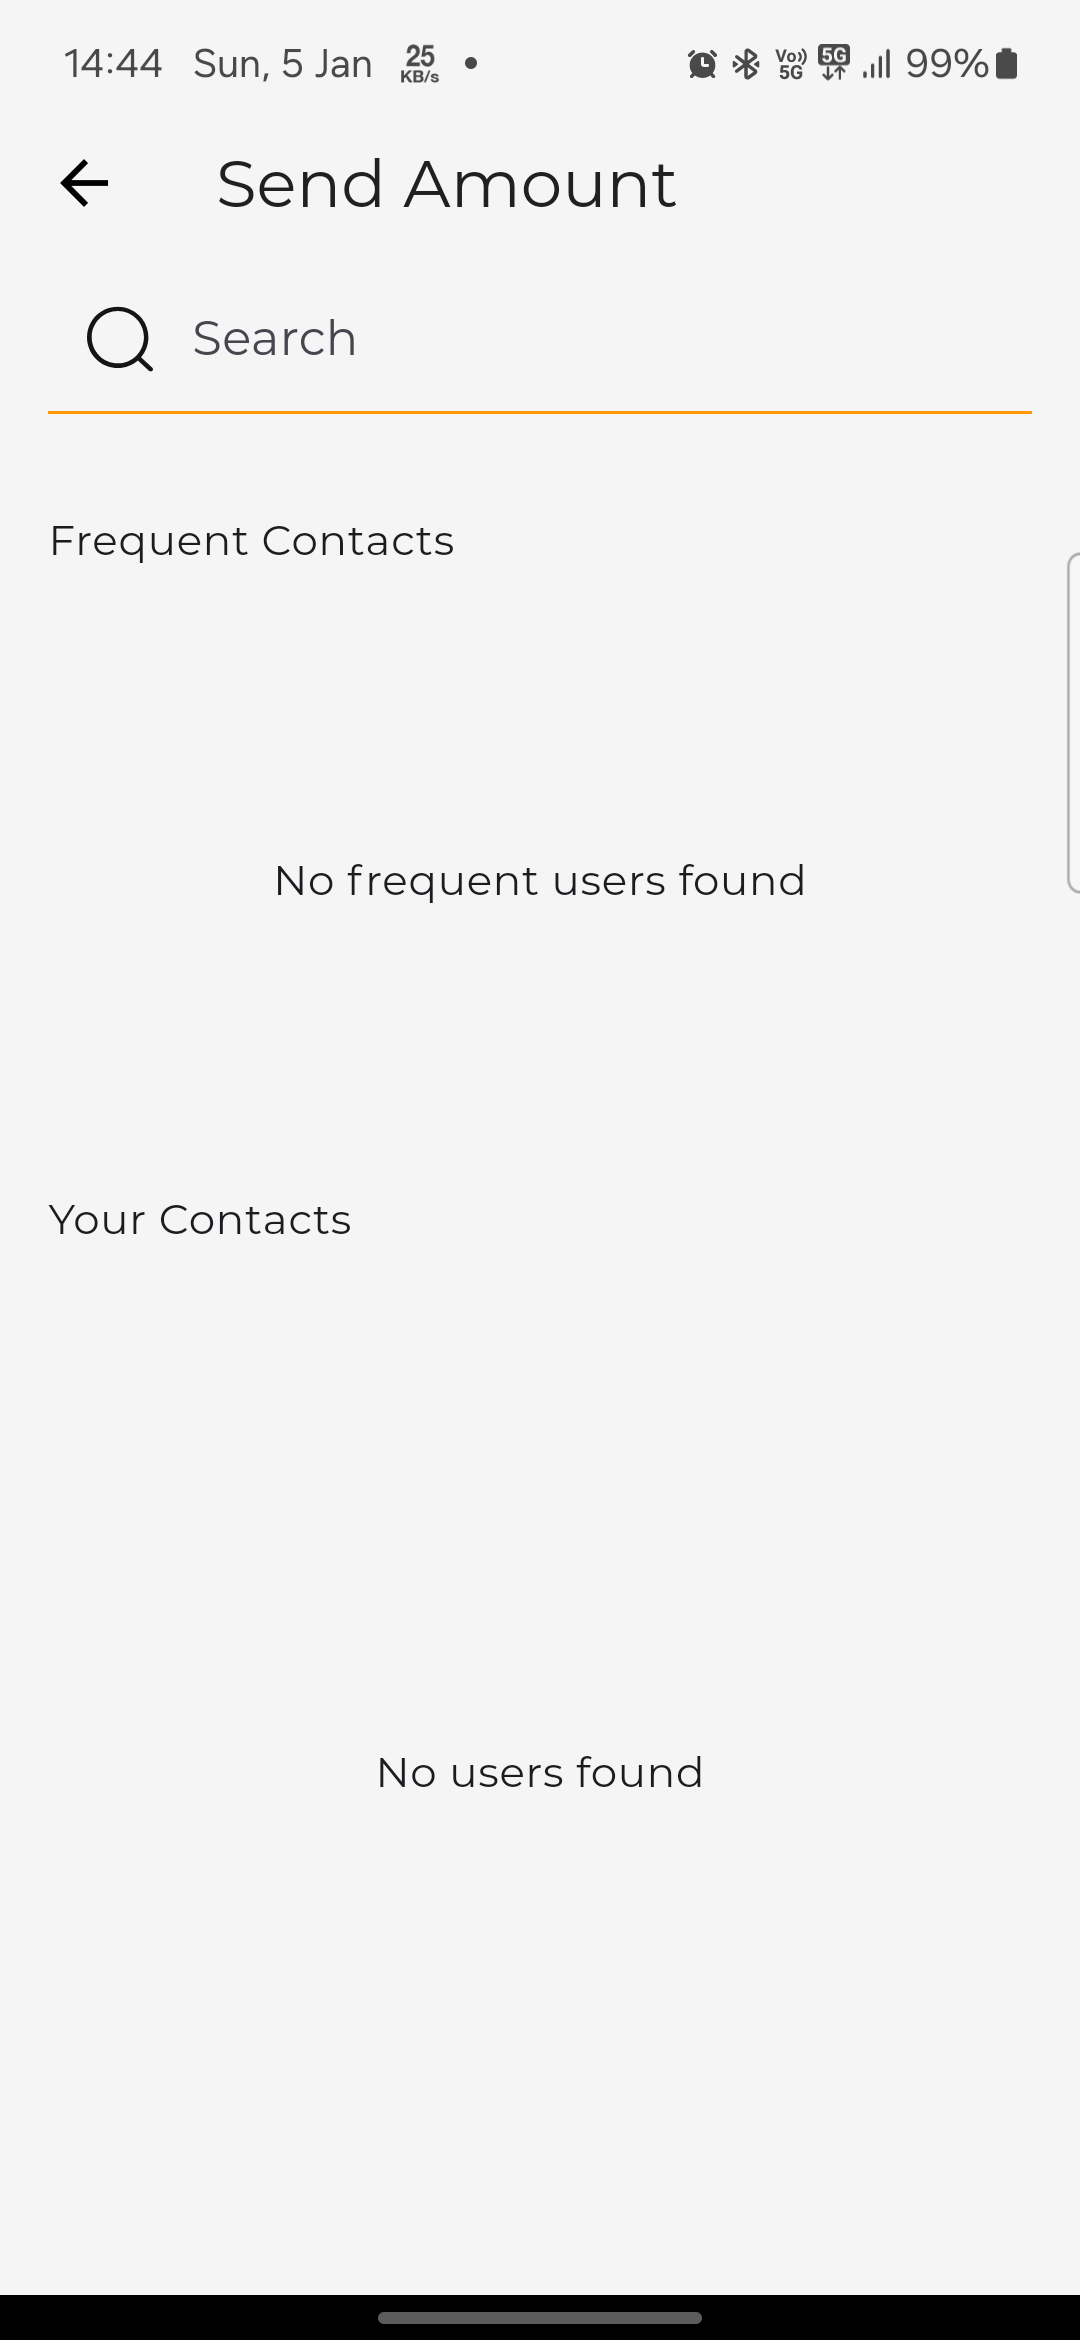 14:44 Sun, 5 Jan 25 KB/s • Vo)) 5G 5G 99%
Send Amount
Search
Frequent Contacts
No frequent users found
Your Contacts
No users found